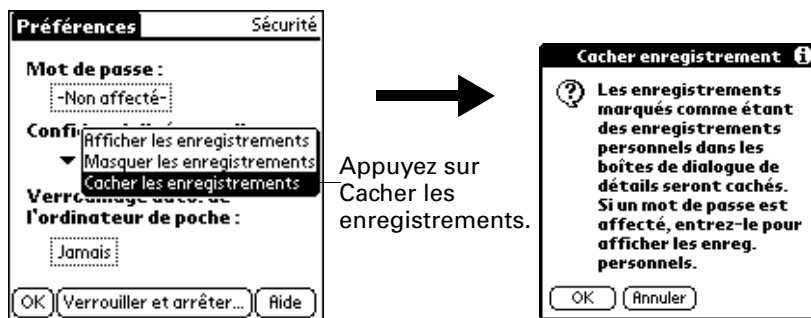 Préférences
Sécurité
Mot de passe :
-Non affecté-
Afficher les enregistrements
Masquer les enregistrements
Cacher les enregistrements
l'ordinateur de poche :
Jamais
OK
Verrouiller et arrêter...
Aide
Appuyez sur
Cacher les
enregistrements.
Cacher enregistrement
Les enregistrements
marqués comme étant
des enregistrements
personnels dans les
boîtes de dialogue de
détails seront cachés.
Si un mot de passe est
affecté, entrez-le pour
afficher les enreg.
personnels.
OK
Annuler